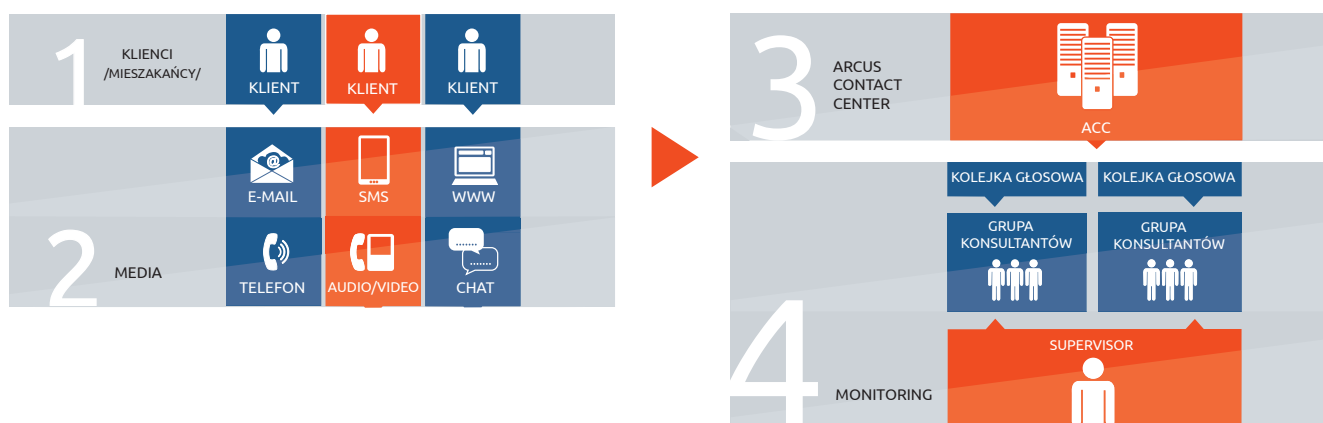 1
KLIENCI
/MIESZAKAŃCY/
KLIENT
KLIENT
KLIENT
2
MEDIA
@
E-MAIL
SMS
WWW
TELEFON
AUDIO/VIDEO
CHAT
3
ARCUS
CONTACT
CENTER
ACC
4
MONITORING
KOLEJKA GŁOSOWA
KOLEJKA GŁOSOWA
GRUPA
KONSULTANTÓW
GRUPA
KONSULTANTÓW
SUPERVISOR